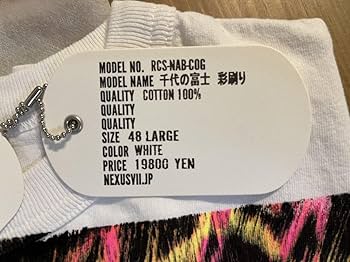 MODEL NO. RCS-NAB-COG
MODEL NAME 千代の富士 彩刷り
QUALITY COTTON 100%
QUALITY
QUALITY
SIZE 48 LARGE
COLOR WHITE
PRICE 19800 YEN
NEXUSVII.JP